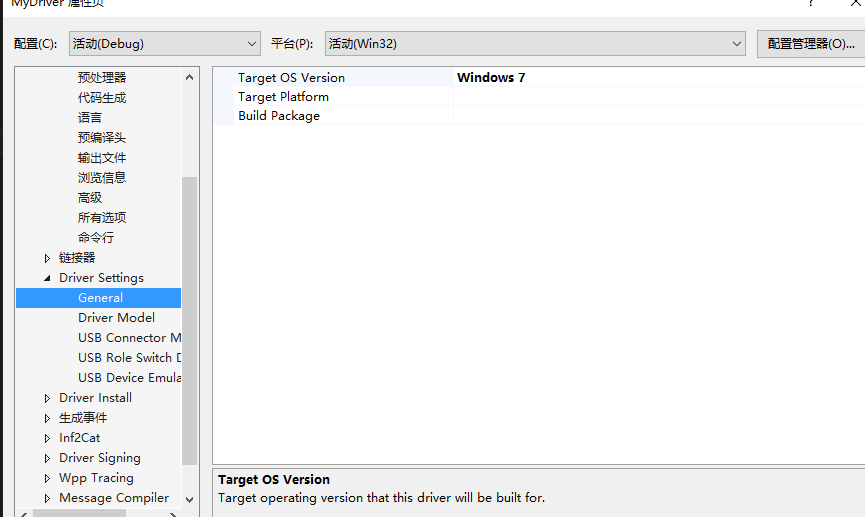 MyDriver 属性页
?
配置(C): 活动(Debug) 平台(P): 活动(Win32) 配置管理器(O)...
预处理器
代码生成
语言
预编译头
输出文件
浏览信息
高级
所有选项
命令行
链接器
Driver Settings
General
Driver Model
USB Connector M
USB Role Switch D
USB Device Emula
Driver Install
生成事件
Inf2Cat
Driver Signing
Wpp Tracing
Message Compiler
Target OS Version Windows 7
Target Platform
Build Package
Target OS Version
Target operating version that this driver will be built for.